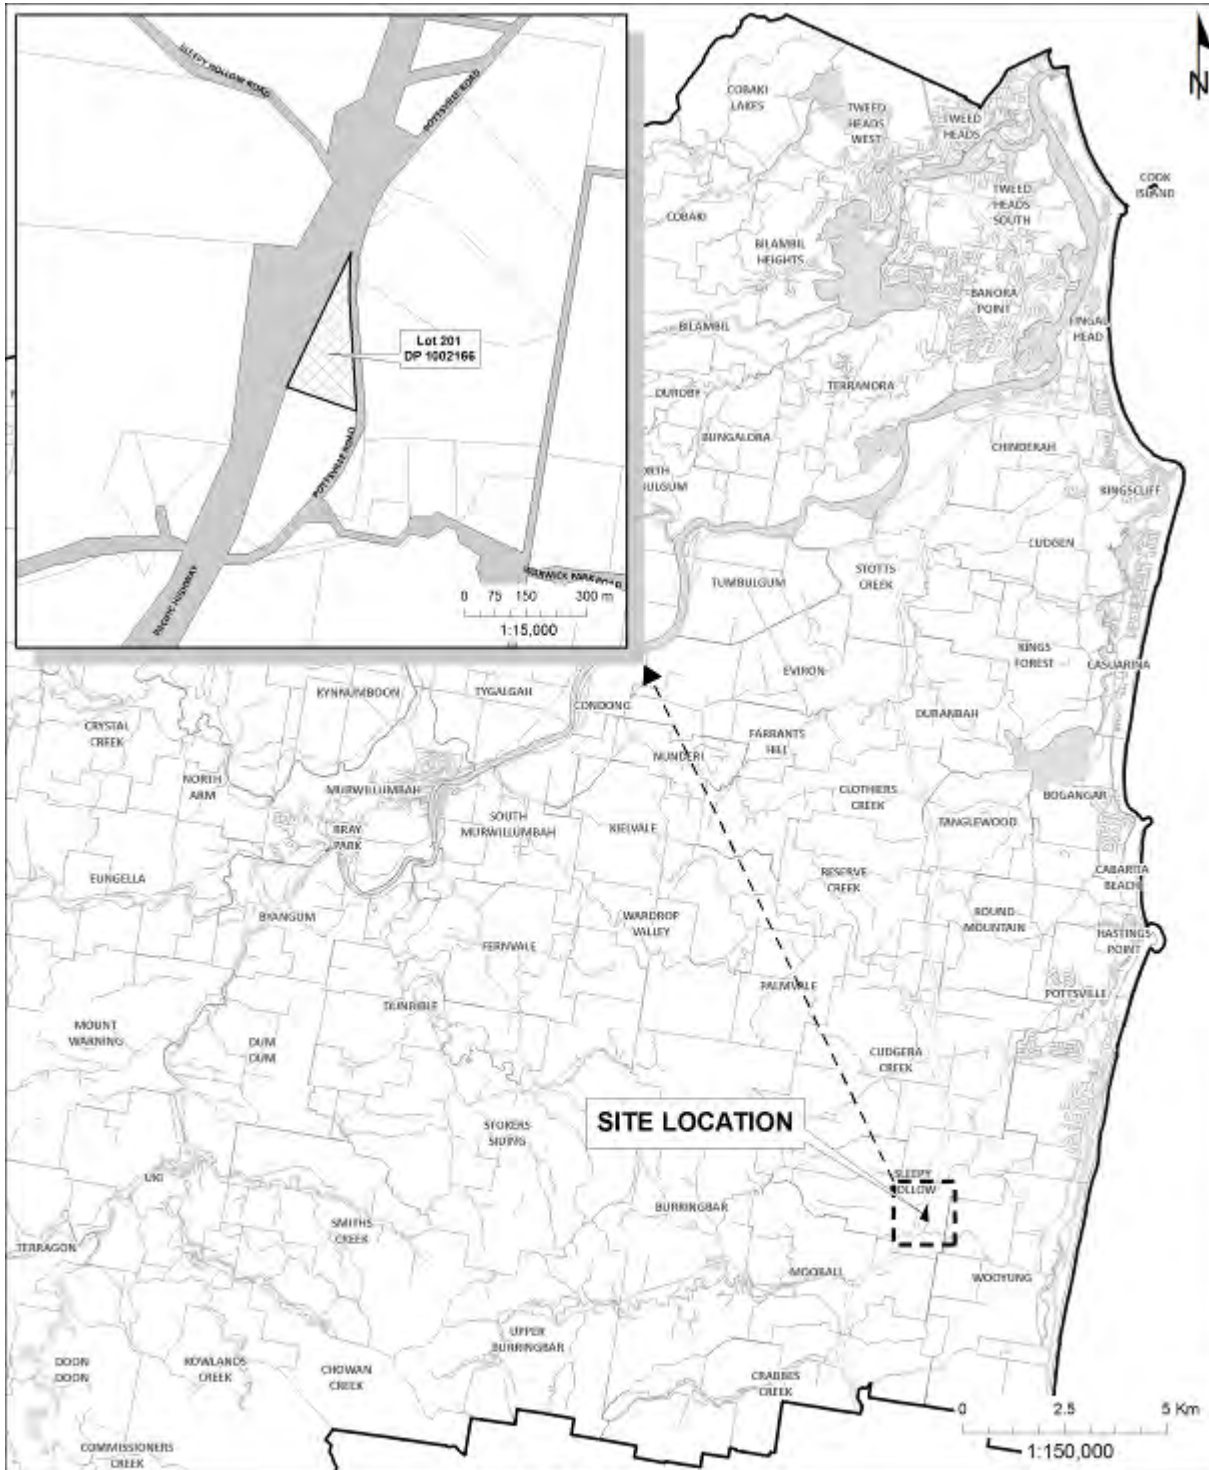 SLEEPY HOLLOW ROAD
POTTSVILLE ROAD
Lot 201
DP 1002166
POTTSVILLE ROAD
PACIFIC HIGHWAY
0 75 150 300 m
1:15,000
N
COBAKI
LAKES
TWEED
HEADS
WEST
TWEED
HEADS
COOK
ISLAND
TWEED
HEADS
SOUTH
COBAKI
BILAMBIL
HEIGHTS
BANORA
POINT
FINGAL
HEAD
BILAMBIL
DUROBY
TERRANORA
BUNGALORA
CHINDERAH
KINGSCLIFF
CUDGEN
STOTTS
CREEK
TUMBULGUM
KINGS
FOREST
CASUARINA
EVIRON
KYNNUMBOON
TYGALGAH
CONDONG
CRYSTAL
CREEK
DURANBAH
FARRANTS
HILL
NUNDERI
NORTH
ARM
MURWILLUMBAH
CLOTHIERS
CREEK
BOGANGAR
SOUTH
MURWILLUMBAH
KIELVALE
TANGLEWOOD
BRAY
PARK
EUNGELLA
RESERVE
CREEK
CABARITA
BEACH
BYANGUM
WARDROP
VALLEY
ROUND
MOUNTAIN
HASTINGS
POINT
FERNVALE
PALMVALE
POTTSVILLE
DUNBIBLE
MOUNT
WARNING
DUM
DUM
CUDGERA
CREEK
SITE LOCATION
STOKERS
SIDING
UKI
SLEEPY
BURRINGBAR
SMITHS
CREEK
TERRAGON
MOOBALL
WOOYUNG
UPPER
BURRINGBAR
DOON
DOON
ROWLANDS
CREEK
CHOWAN
CREEK
CRABBES
CREEK
0 2.5 5 Km
1:150,000
COMMISSIONERS
CREEK